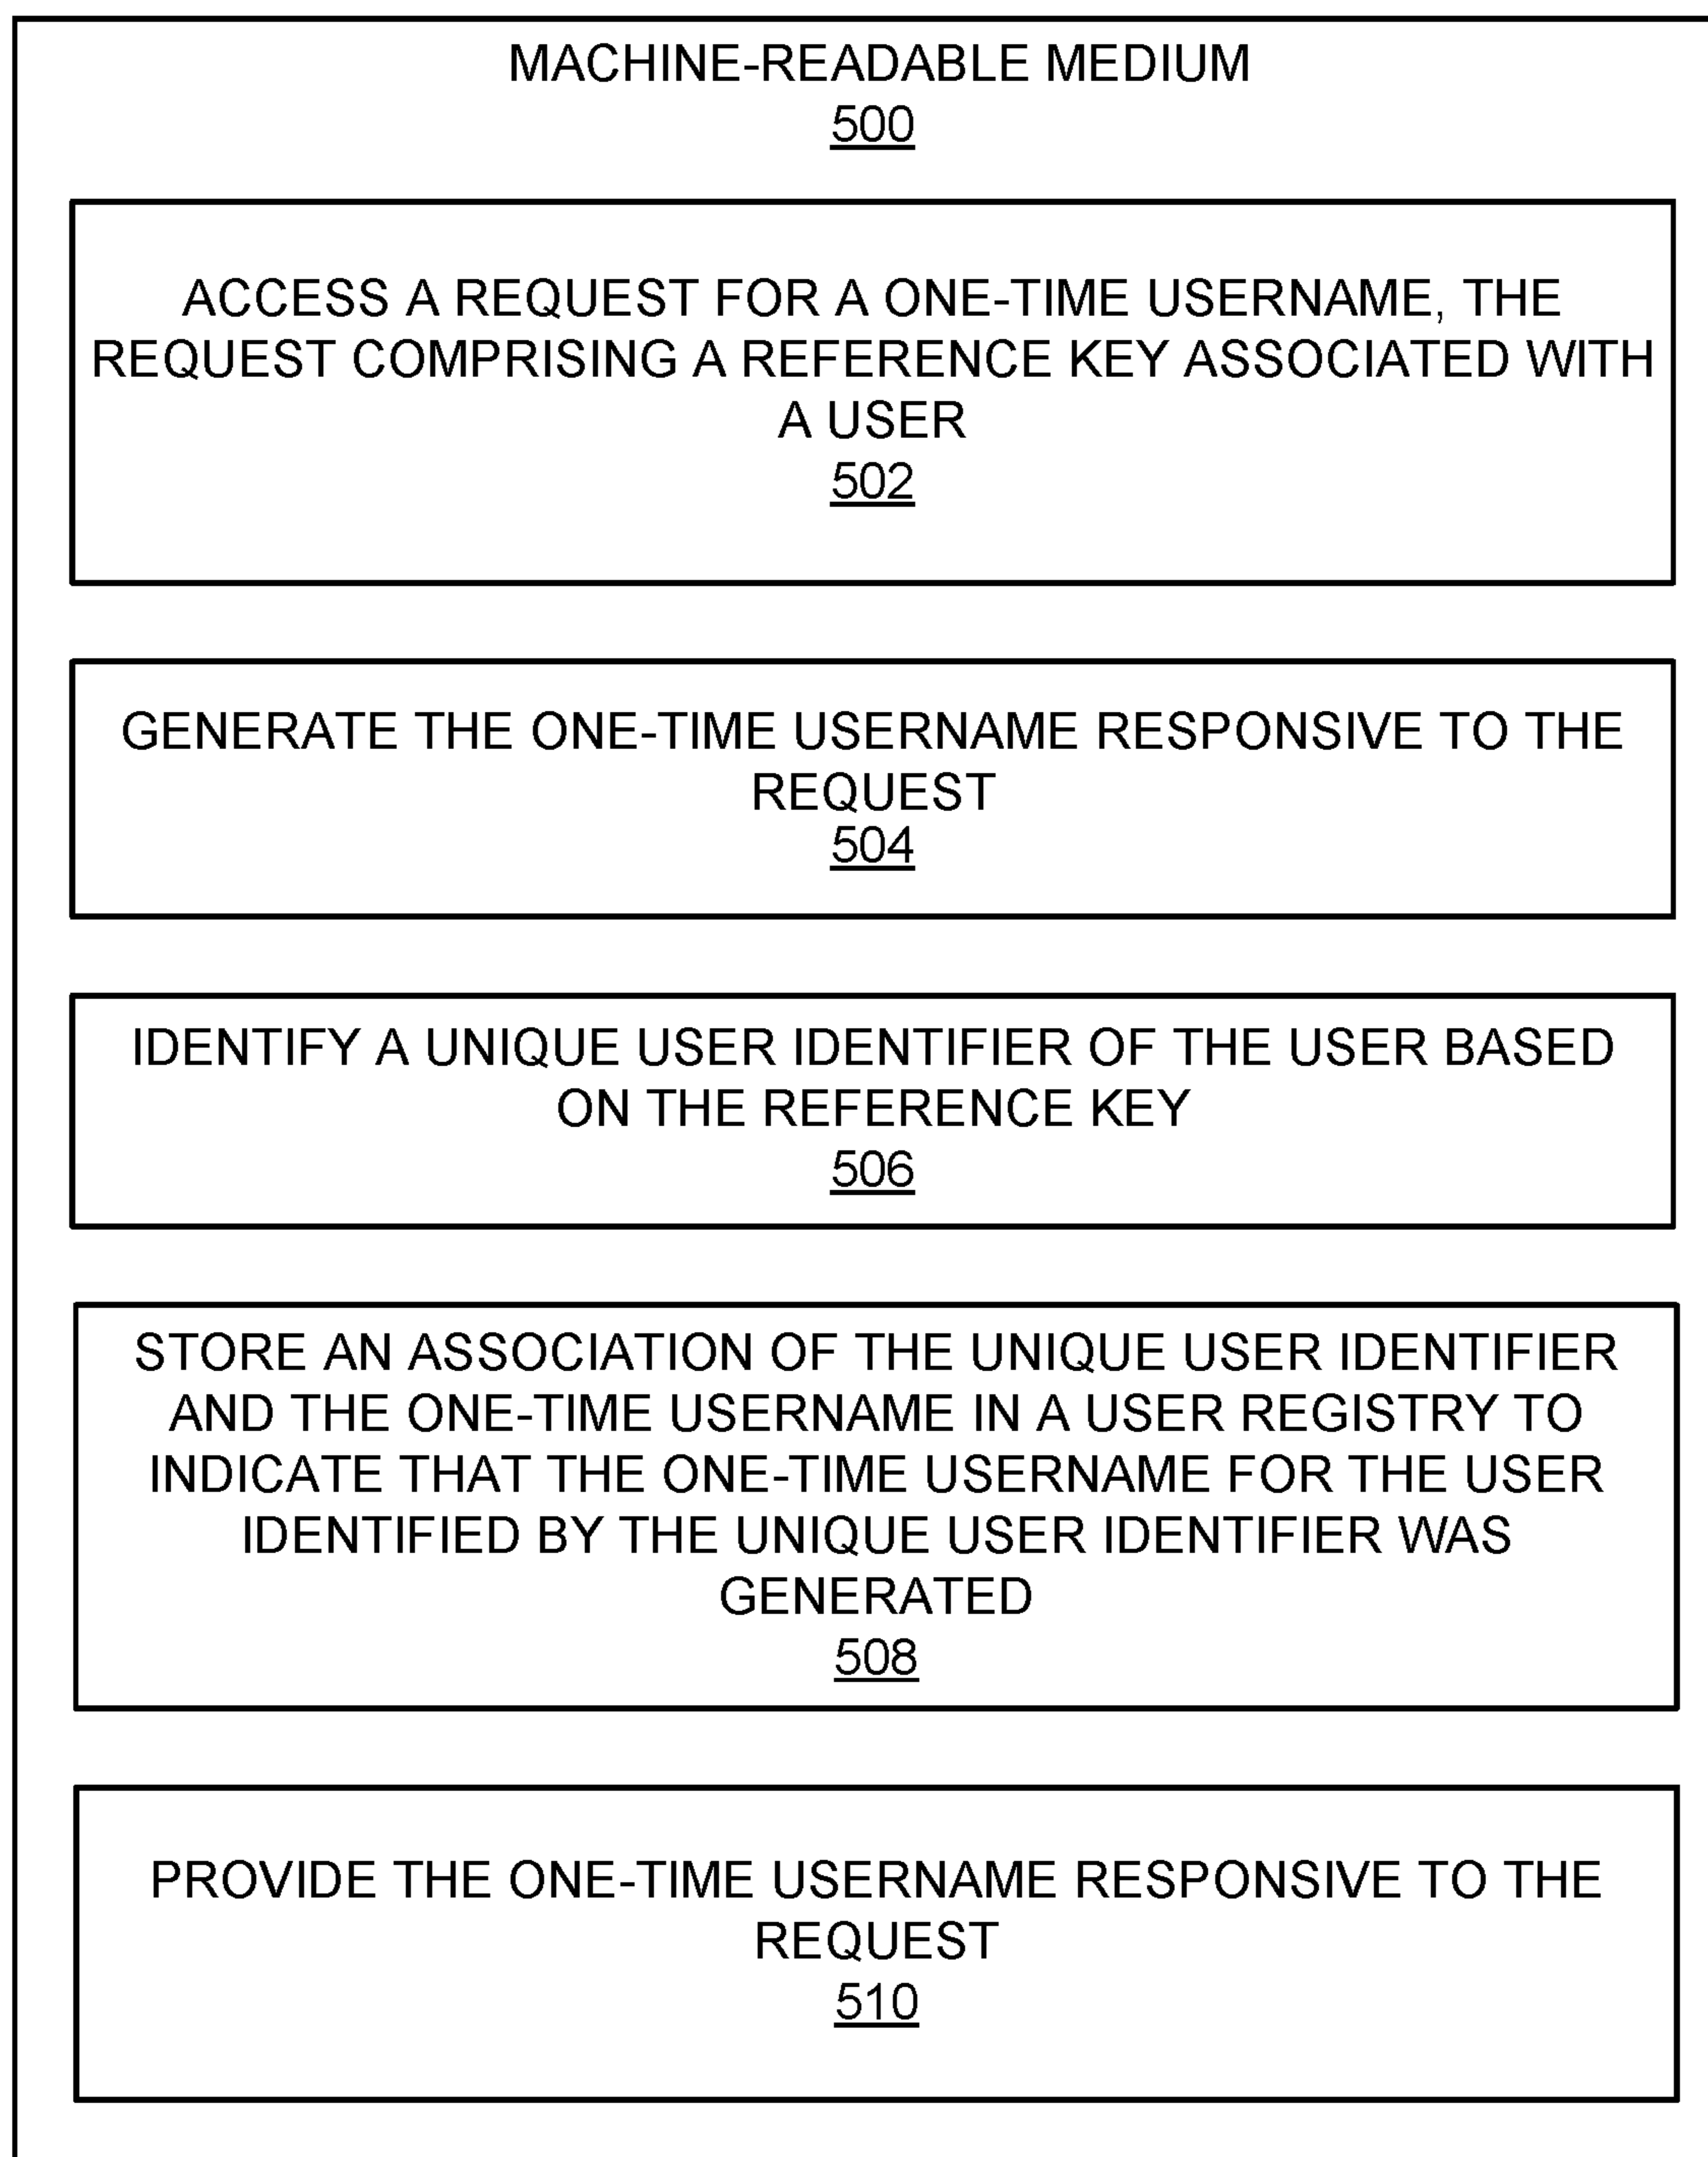 MACHINE-READABLE MEDIUM
500
ACCESS A REQUEST FOR A ONE-TIME USERNAME, THE
REQUEST COMPRISING A REFERENCE KEY ASSOCIATED WITH
A USER
502
GENERATE THE ONE-TIME USERNAME RESPONSIVE TO THE
REQUEST
504
IDENTIFY A UNIQUE USER IDENTIFIER OF THE USER BASED
ON THE REFERENCE KEY
506
STORE AN ASSOCIATION OF THE UNIQUE USER IDENTIFIER
AND THE ONE-TIME USERNAME IN A USER REGISTRY TO
INDICATE THAT THE ONE-TIME USERNAME FOR THE USER
IDENTIFIED BY THE UNIQUE USER IDENTIFIER WAS
GENERATED
508
PROVIDE THE ONE-TIME USERNAME RESPONSIVE TO THE
REQUEST
510